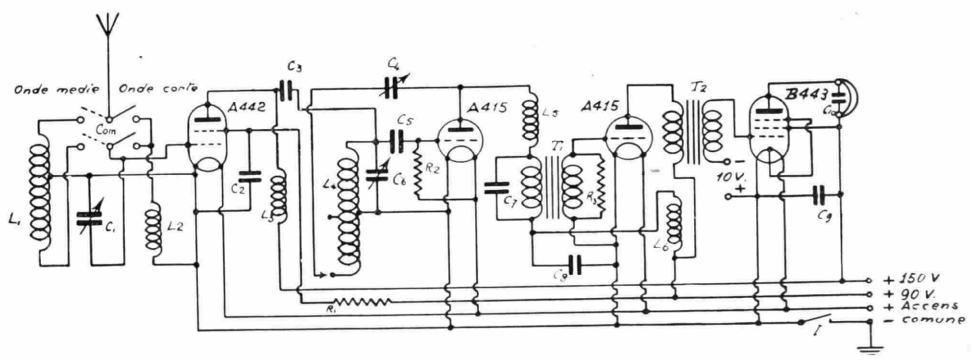 Onde medie
Onde corte
Com
L1
C1
L2
A442
C2
C3
L3
R1
L4
C4
C5
C6
R2
A415
L5
C7
T1
R3
C8
A415
L6
T2
10 V.
-
+
B443
C9
+ 150 V
+ 90 V.
+ Accens
- comune
I